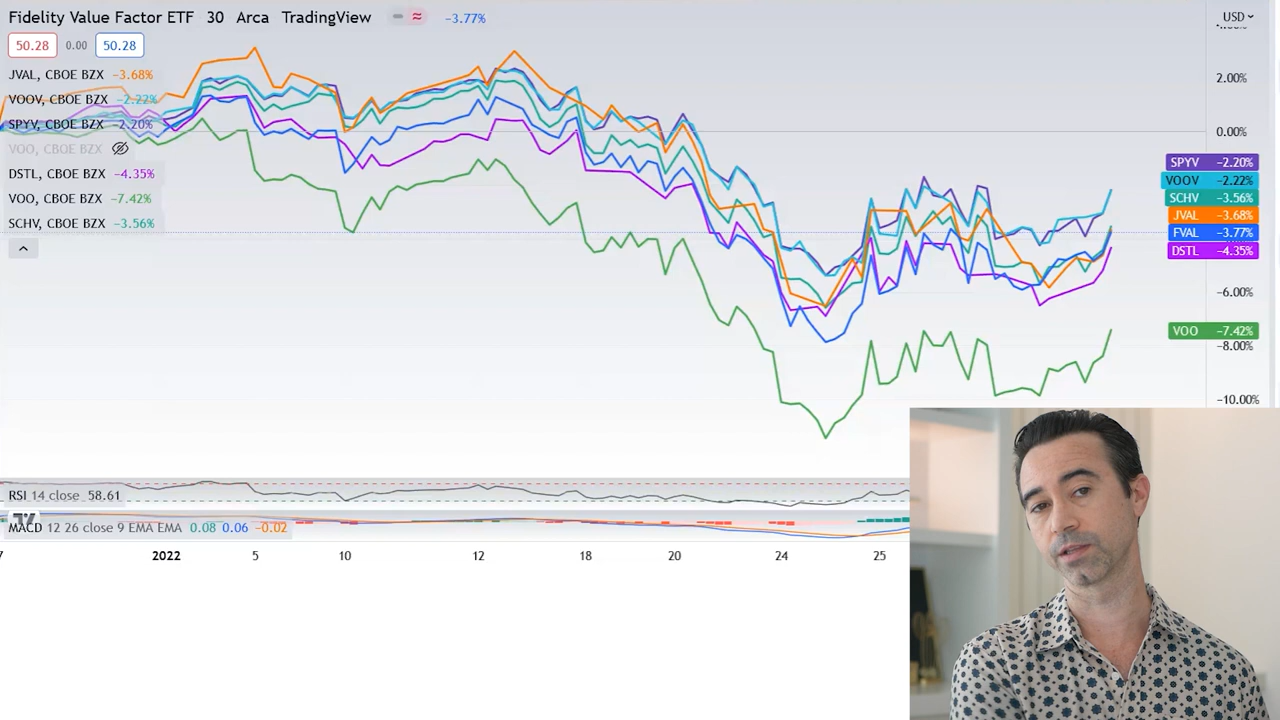 Fidelity Value Factor ETF 30 Arca TradingView −3.77% USD
50.28 0.00 50.28
JVAL, CBOE BZX −3.68%
2.00%
VOOV, CBOE BZX −2.22%
SPYV, CBOE BZX −2.20%
0.00%
VOO, CBOE BZX
SPYV −2.20%
DSTL, CBOE BZX −4.35%
VOOV −2.22%
VOO, CBOE BZX −7.42%
SCHV −3.56%
JVAL −3.68%
SCHV, CBOE BZX −3.56%
FVAL −3.77%
DSTL −4.35%
−6.00%
VOO −7.42%
−8.00%
−10.00%
RSI 14 close 58.61
MACD 12 26 close 9 EMA EMA 0.08 0.06 −0.02
7 2022 5 10 12 18 20 24 25